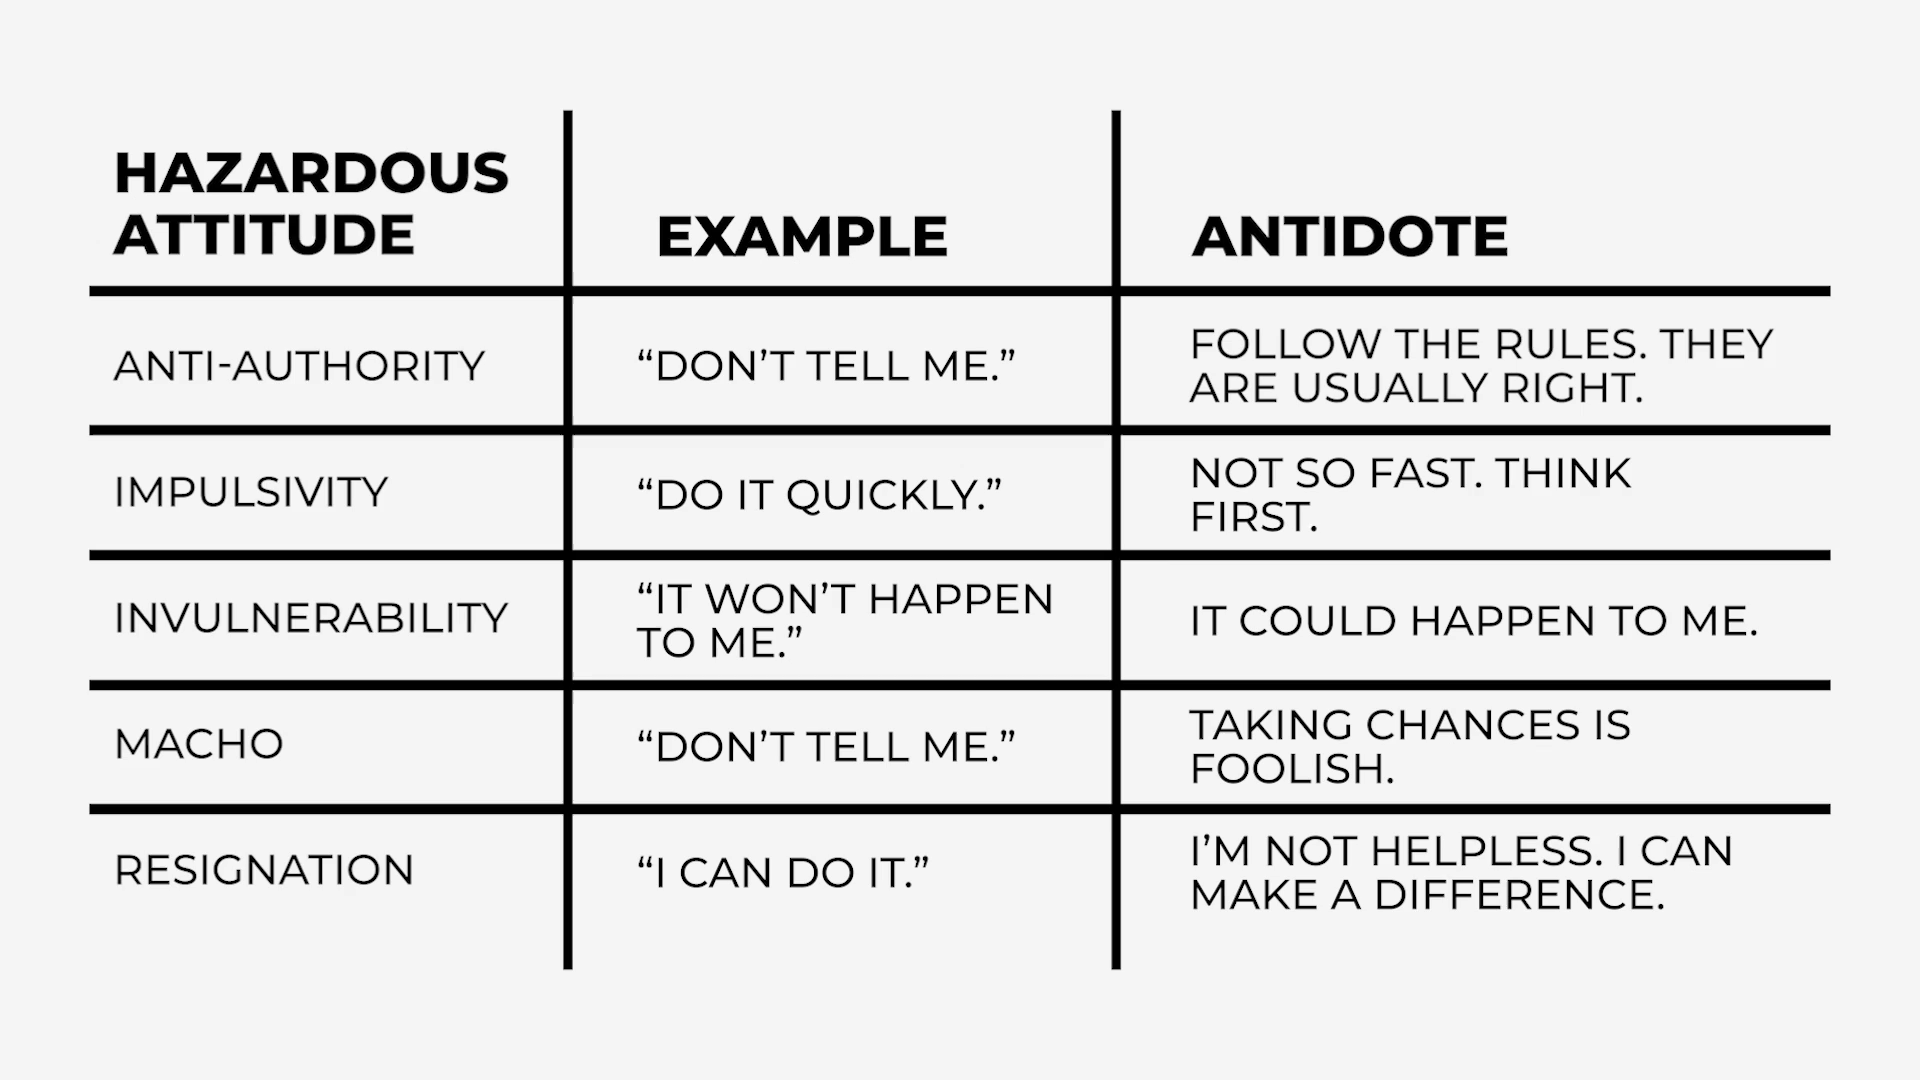 HAZARDOUS
ATTITUDE
EXAMPLE
ANTIDOTE
ANTI-AUTHORITY
“DON’T TELL ME.”
FOLLOW THE RULES. THEY
ARE USUALLY RIGHT.
IMPULSIVITY
“DO IT QUICKLY.”
NOT SO FAST. THINK
FIRST.
INVULNERABILITY
“IT WON’T HAPPEN
TO ME.”
IT COULD HAPPEN TO ME.
MACHO
“DON’T TELL ME.”
TAKING CHANCES IS
FOOLISH.
RESIGNATION
“I CAN DO IT.”
I’M NOT HELPLESS. I CAN
MAKE A DIFFERENCE.